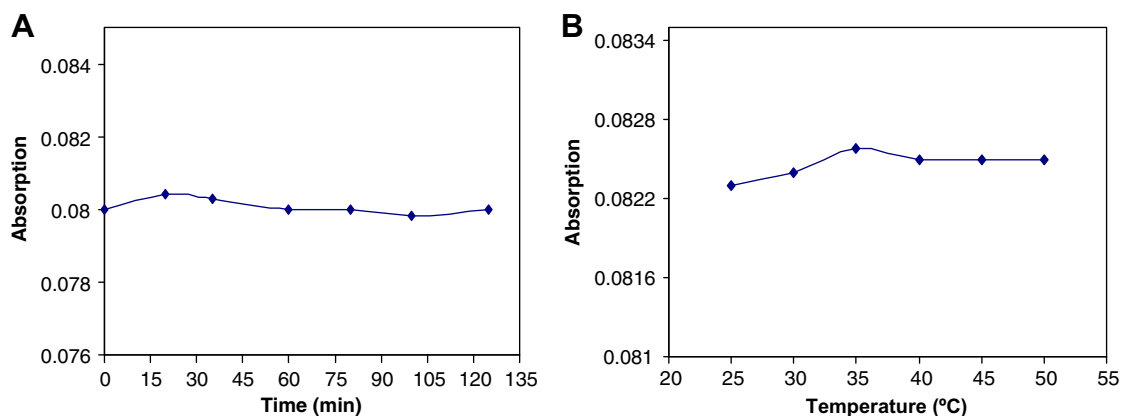 A
Absorption
0.084
0.082
0.08
0.078
0.076
0 15 30 45 60 75 90 105 120 135
Time (min)
B
Absorption
0.0834
0.0828
0.0822
0.0816
0.081
20 25 30 35 40 45 50 55
Temperature (ºC)